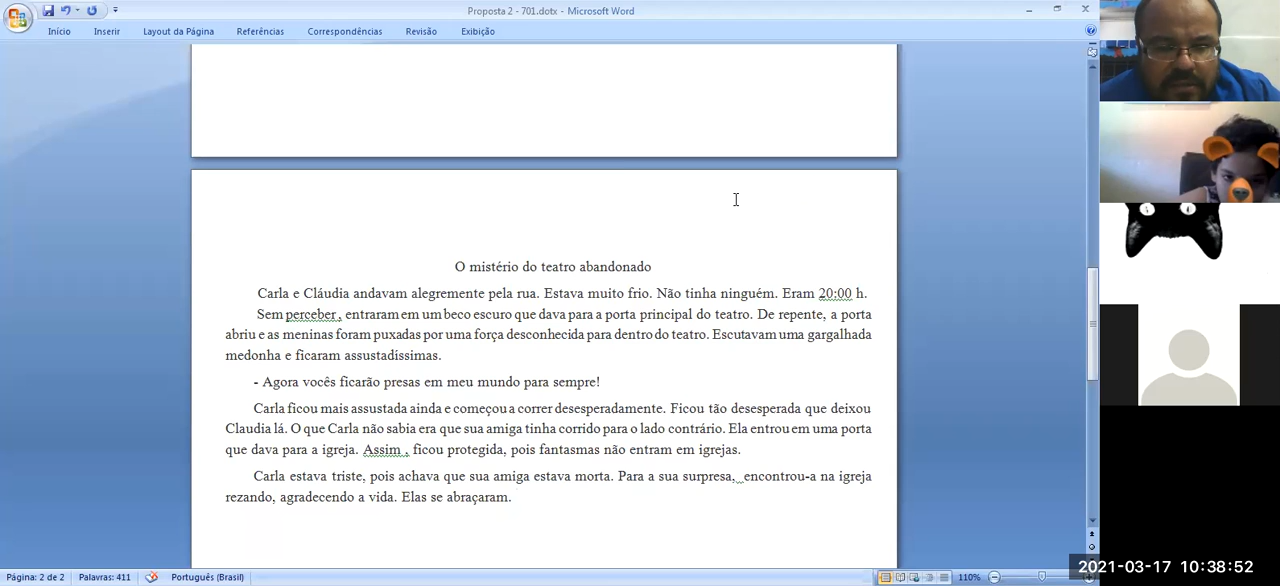 Proposta 2 - 701.dotx - Microsoft Word
Início Inserir Layout da Página Referências Correspondências Revisão Exibição
O mistério do teatro abandonado
Carla e Cláudia andavam alegremente pela rua. Estava muito frio. Não tinha ninguém. Eram 20:00 h.
Sem perceber , entraram em um beco escuro que dava para a porta principal do teatro. De repente, a porta
abriu e as meninas foram puxadas por uma força desconhecida para dentro do teatro. Escutavam uma gargalhada
medonha e ficaram assustadíssimas.
- Agora vocês ficarão presas em meu mundo para sempre!
Carla ficou mais assustada ainda e começou a correr desesperadamente. Ficou tão desesperada que deixou
Claudia lá. O que Carla não sabia era que sua amiga tinha corrido para o lado contrário. Ela entrou em uma porta
que dava para a igreja. Assim , ficou protegida, pois fantasmas não entram em igrejas.
Carla estava triste, pois achava que sua amiga estava morta. Para a sua surpresa, encontrou-a na igreja
rezando, agradecendo a vida. Elas se abraçaram.
Página: 2 de 2 Palavras: 411 Português (Brasil) 110%
2021-03-17 10:38:52